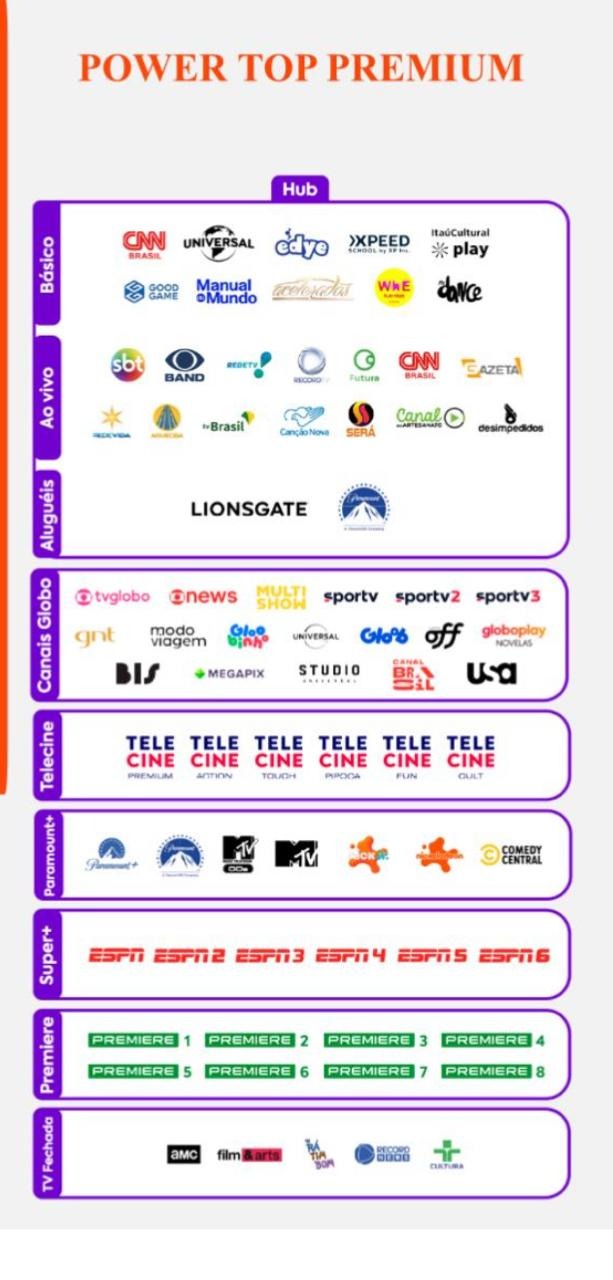 POWER TOP PREMIUM
Hub
Básico
CNN BRASIL UNIVERSAL edye XPEED SCHOOL by XP Inc. ItaúCultural play
GOOD GAME Manual do Mundo acelerados WhE PLAY dance
Ao vivo
sbt BAND REDETV! RECORDTV Futura CNN BRASIL GAZETA
REDEVIDA APARECIDA tvBrasil Canção Nova SERÁ Canal do ARTESANATO desimpedidos
Aluguéis
LIONSGATE Paramount
Canais Globo
tvglobo news MULTI SHOW sportv sportv2 sportv3
gnt modo viagem Gloobinho UNIVERSAL Gloob off globoplay NOVELAS
BIS MEGAPIX STUDIO UNIVERSAL CANAL BRASIL usa
Telecine
TELE CINE PREMIUM TELE CINE ACTION TELE CINE TOUCH TELE CINE PIPOCA TELE CINE FUN TELE CINE CULT
Paramount+
Paramount+ Paramount MTV 00s MTV NICK JR. nickelodeon COMEDY CENTRAL
Super+
ESPN ESPN2 ESPN3 ESPN4 ESPN5 ESPN6
Premiere
PREMIERE 1 PREMIERE 2 PREMIERE 3 PREMIERE 4
PREMIERE 5 PREMIERE 6 PREMIERE 7 PREMIERE 8
TV Fechada
amc film&arts RÁ TIM BUM RECORD NEWS CULTURA